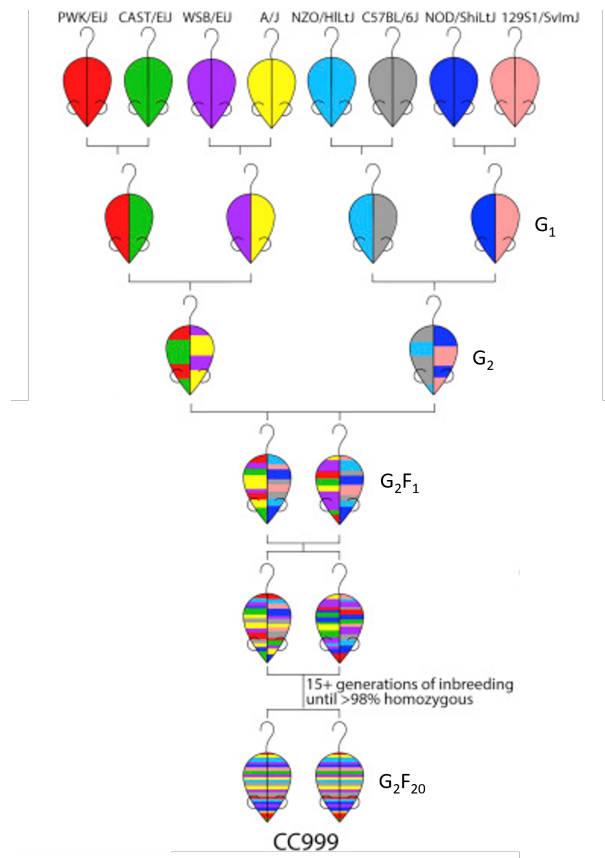 PWK/EiJ CAST/EiJ WSB/EiJ A/J NZO/HlLtJ C57BL/6J NOD/ShiLtJ 129S1/SvImJ
G₁
G₂
G₂F₁
15+ generations of inbreeding
until >98% homozygous
G₂F₂₀
CC999